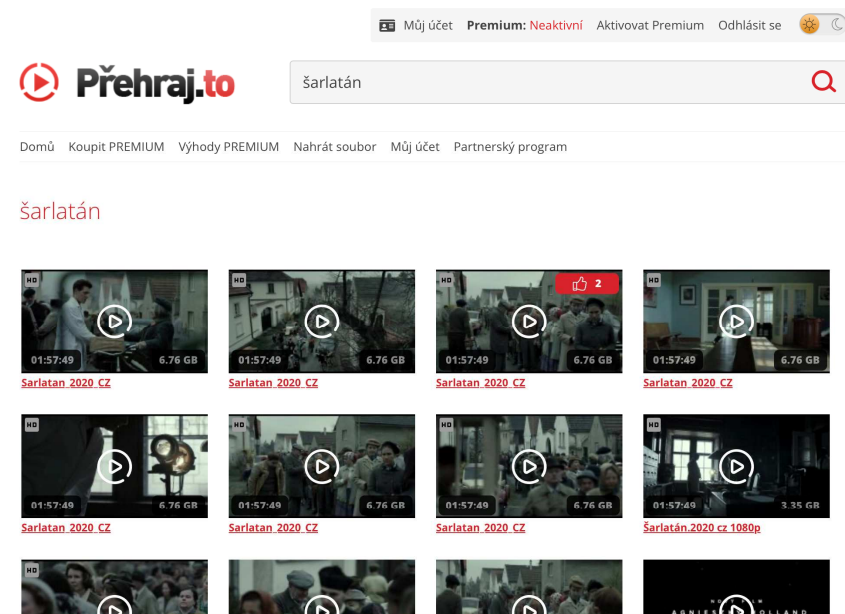 Můj účet Premium: Neaktivní Aktivovat Premium Odhlásit se
Přehraj.to
šarlatán
Domů Koupit PREMIUM Výhody PREMIUM Nahrát soubor Můj účet Partnerský program
šarlatán
HD HD HD 2 HD
01:57:49 6.76 GB 01:57:49 6.76 GB 01:57:49 6.76 GB 01:57:49 6.76 GB
Sarlatan_2020_CZ Sarlatan_2020_CZ Sarlatan_2020_CZ Sarlatan_2020_CZ
HD HD HD HD
01:57:49 6.76 GB 01:57:49 6.76 GB 01:57:49 6.76 GB 01:57:49 3.35 GB
Sarlatan_2020_CZ Sarlatan_2020_CZ Sarlatan_2020_CZ Šarlatán.2020 cz 1080p
HD